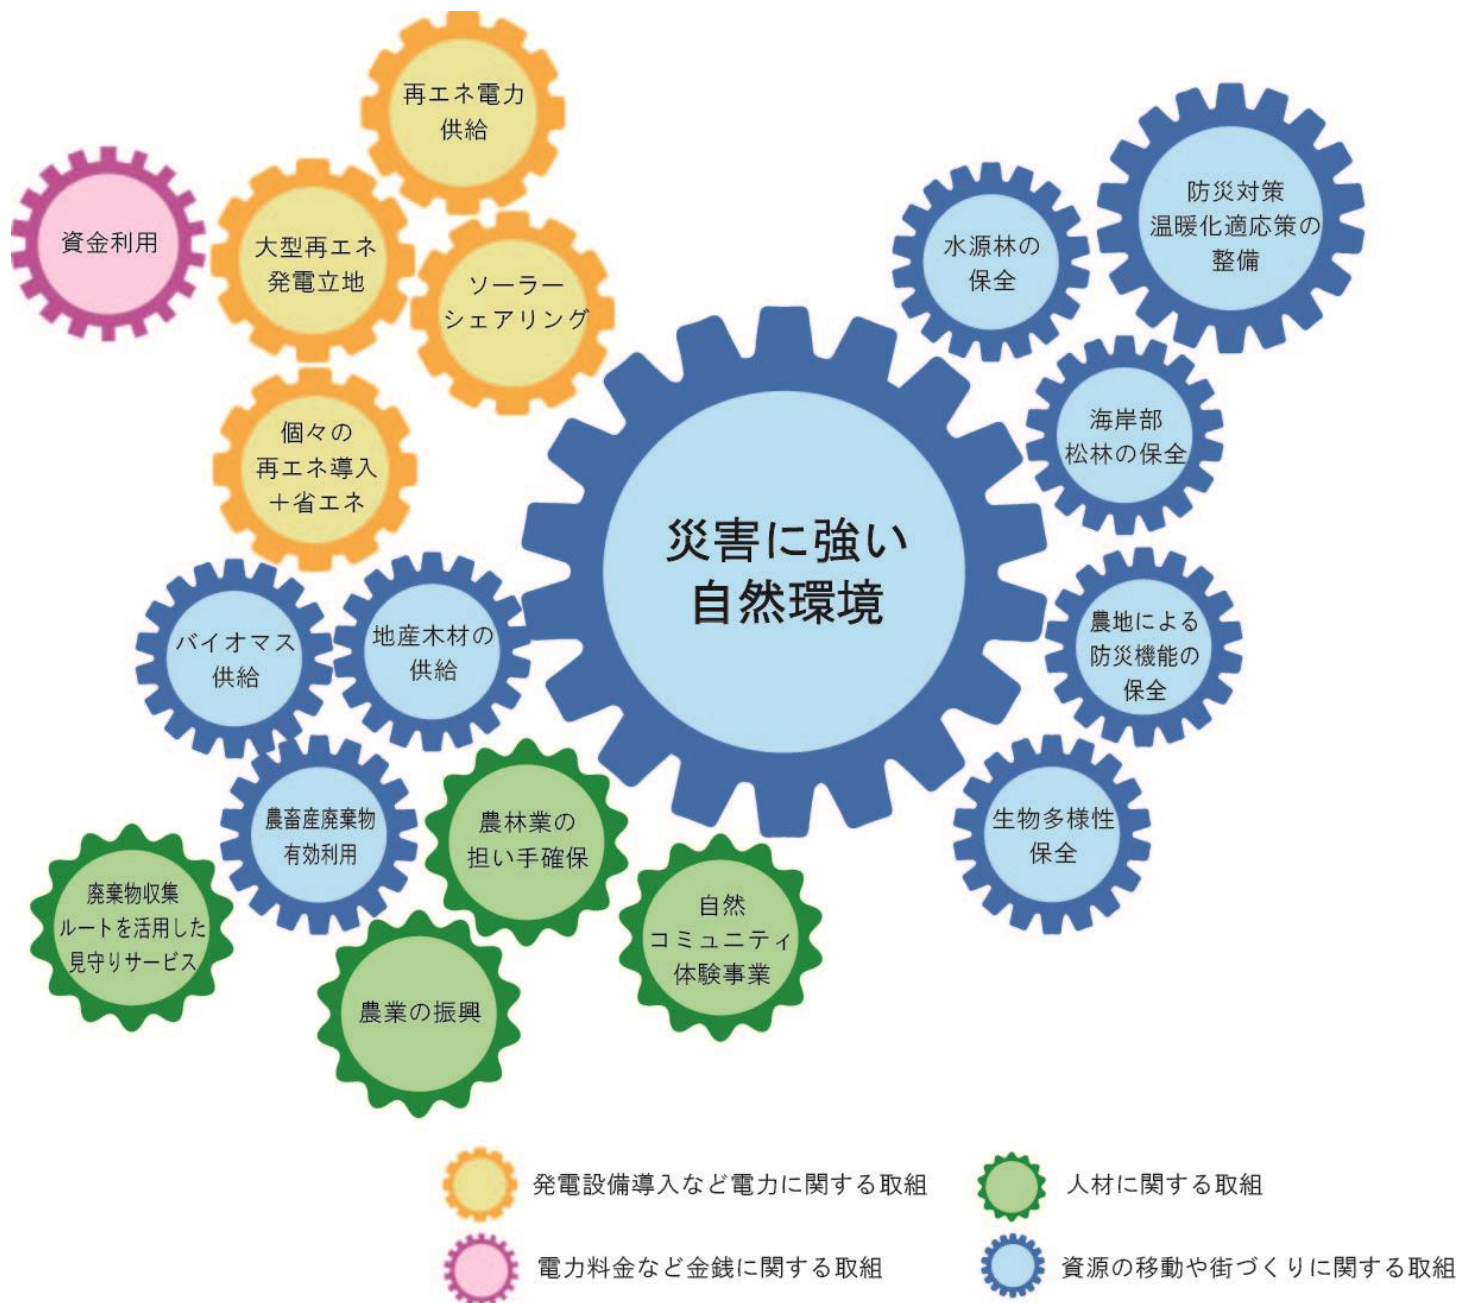 再エネ電力
供給
資金利用
大型再エネ
発電立地
ソーラー
シェアリング
個々の
再エネ導入
＋省エネ
防災対策
温暖化適応策の
整備
水源林の
保全
海岸部
松林の保全
災害に強い
自然環境
農地による
防災機能の
保全
生物多様性
保全
バイオマス
供給
地産木材の
供給
農畜産廃棄物
有効利用
農林業の
担い手確保
廃棄物収集
ルートを活用した
見守りサービス
農業の振興
自然
コミュニティ
体験事業
発電設備導入など電力に関する取組
人材に関する取組
電力料金など金銭に関する取組
資源の移動や街づくりに関する取組